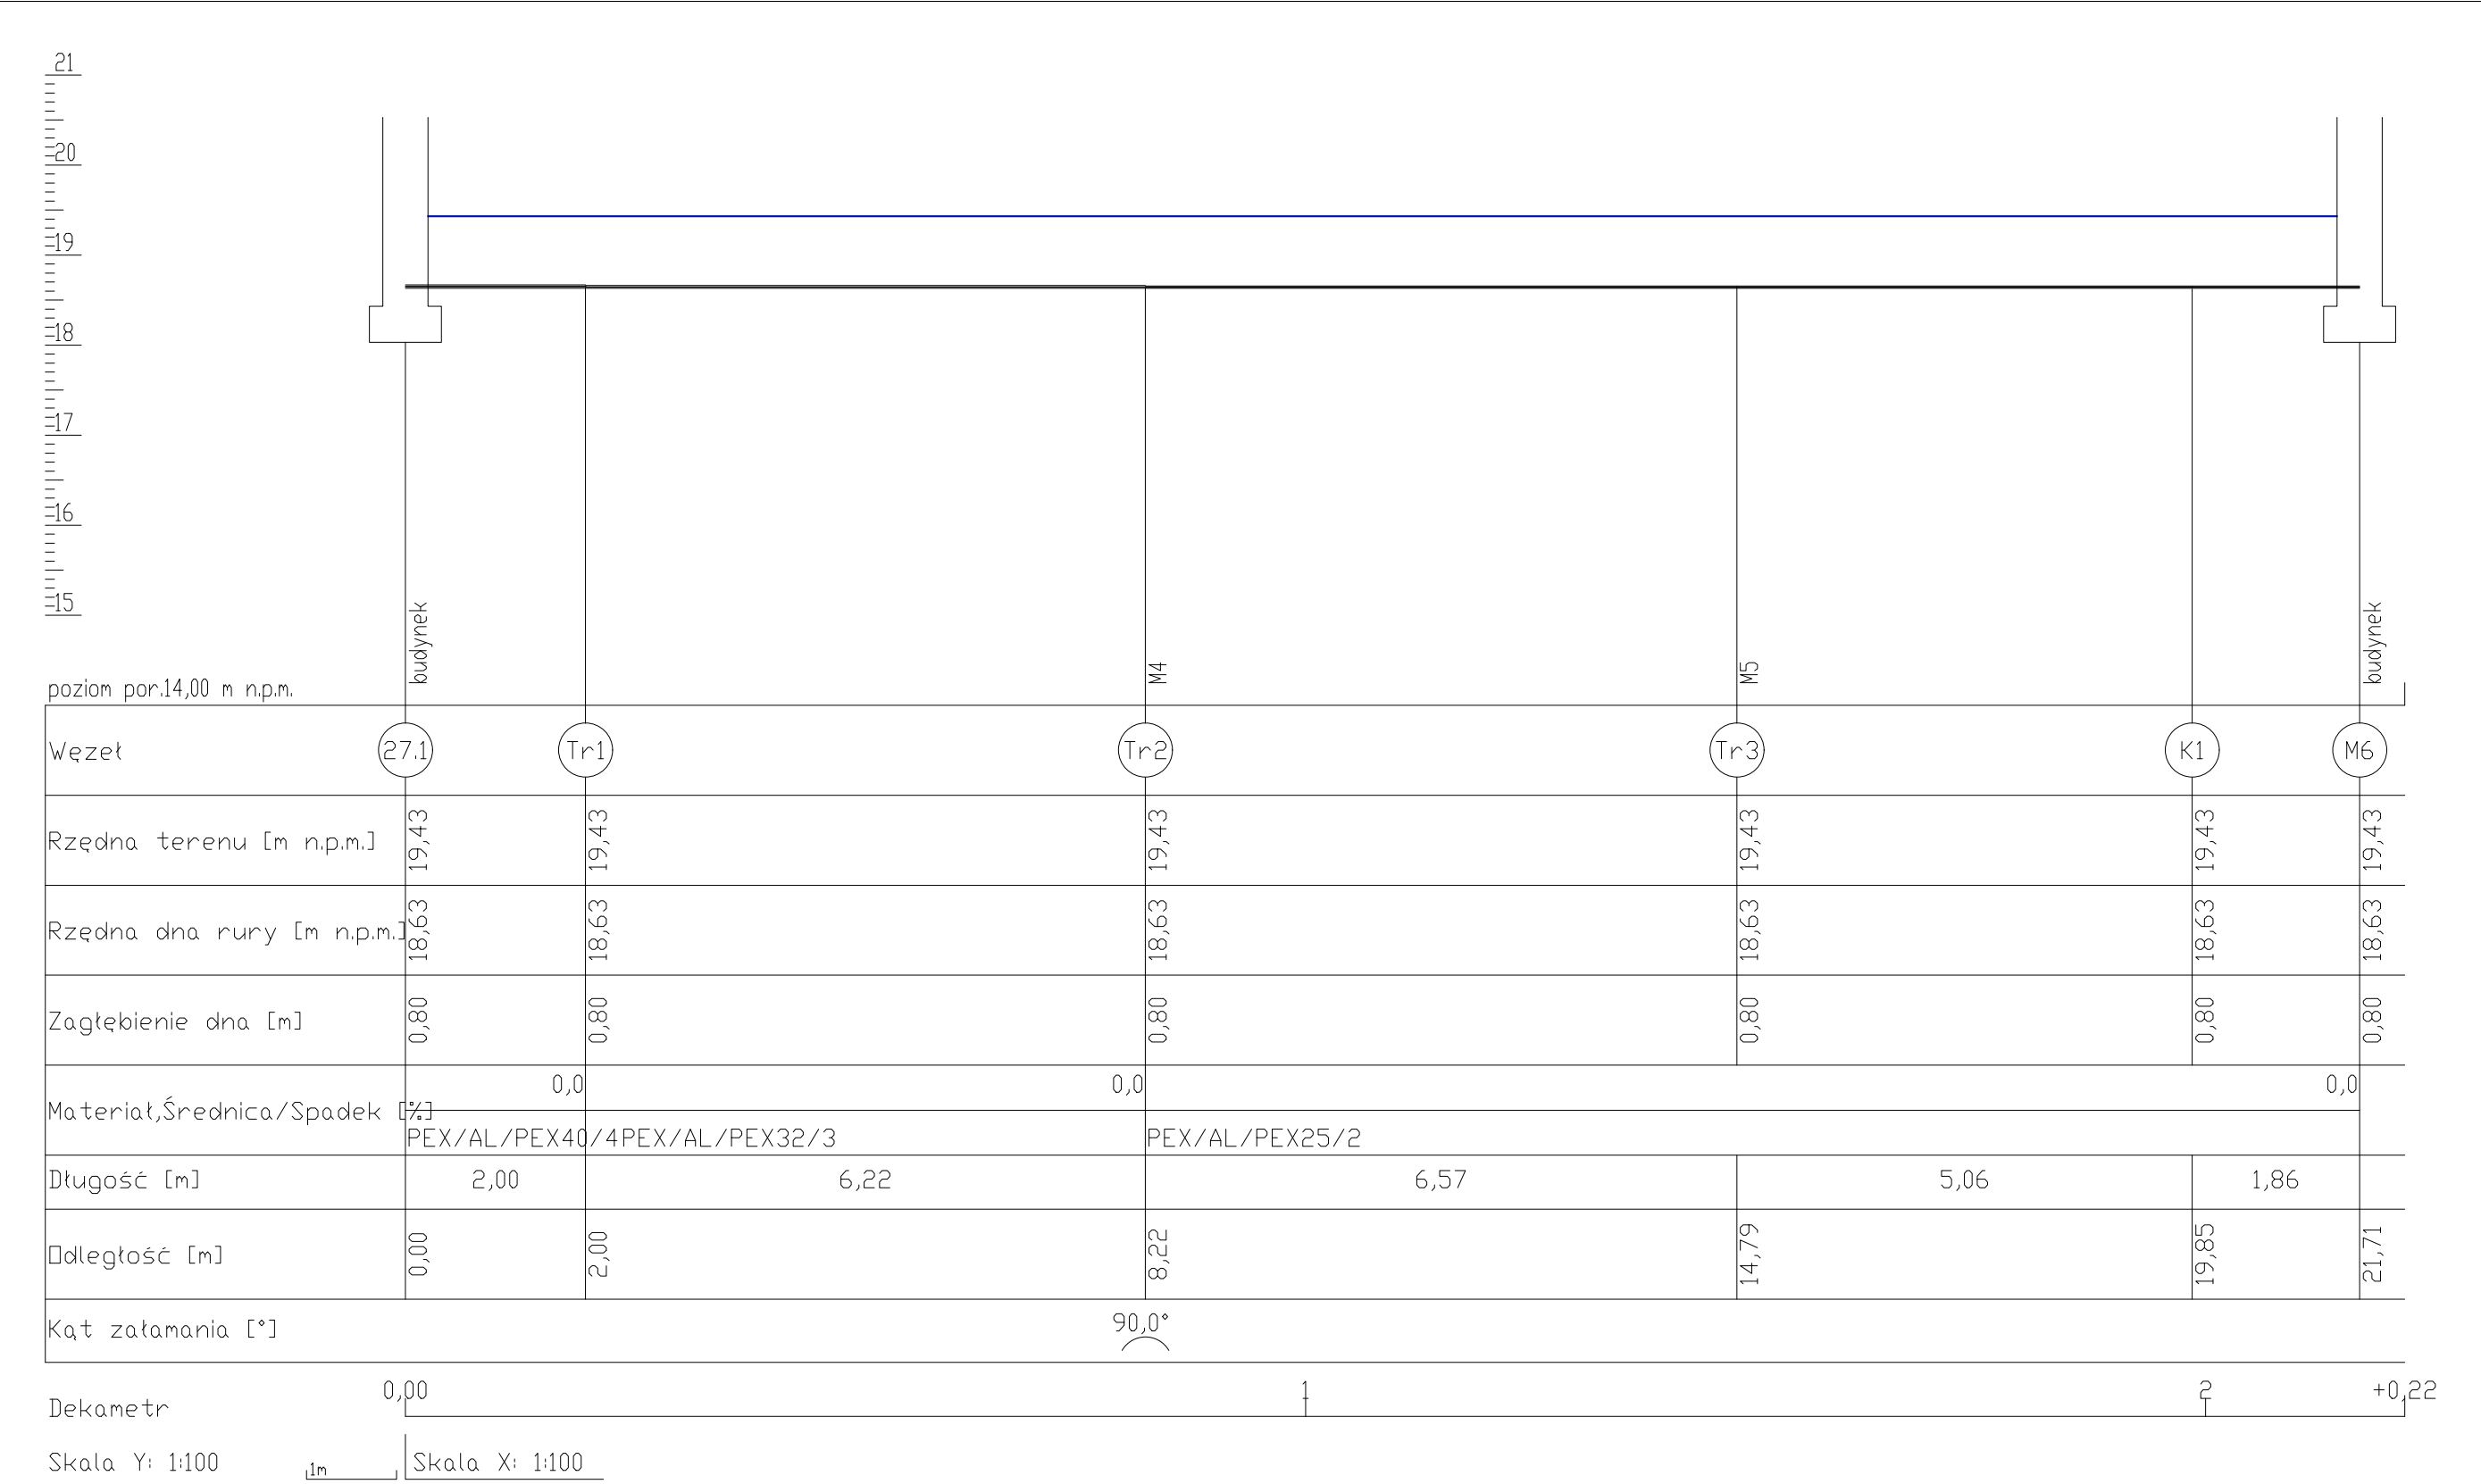 21
20
19
18
17
16
15
budynek
M4
M5
budynek
poziom por.14,00 m n.p.m.
Węzeł 27.1 Tr1 Tr2 Tr3 K1 M6
Rzędna terenu [m n.p.m.] 19,43 19,43 19,43 19,43 19,43 19,43
Rzędna dna rury [m n.p.m.] 18,63 18,63 18,63 18,63 18,63 18,63
Zagłębienie dna [m] 0,80 0,80 0,80 0,80 0,80 0,80
0,0 0,0 0,0
Materiał,Średnica/Spadek [%]
PEX/AL/PEX40/4 PEX/AL/PEX32/3 PEX/AL/PEX25/2
Długość [m] 2,00 6,22 6,57 5,06 1,86
Odległość [m] 0,00 2,00 8,22 14,79 19,85 21,71
Kąt załamania [°] 90,0°
Dekametr 0,00 1 2 +0,22
Skala Y: 1:100 1m Skala X: 1:100